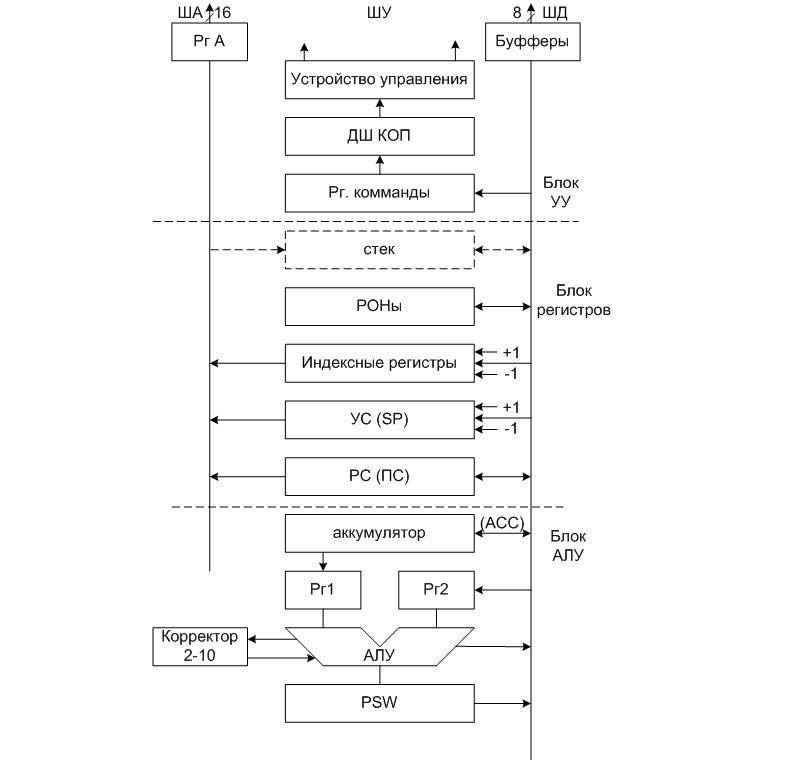 ША 16
ШУ
8 ШД
Рг А
Буфферы
Устройство управления
ДШ КОП
Рг. комманды
Блок
УУ
стек
РОНы
Блок
регистров
Индексные регистры
+1
-1
УС (SP)
+1
-1
PC (ПС)
аккумулятор
(ACC)
Блок
АЛУ
Рг1
Рг2
Корректор
2-10
АЛУ
PSW